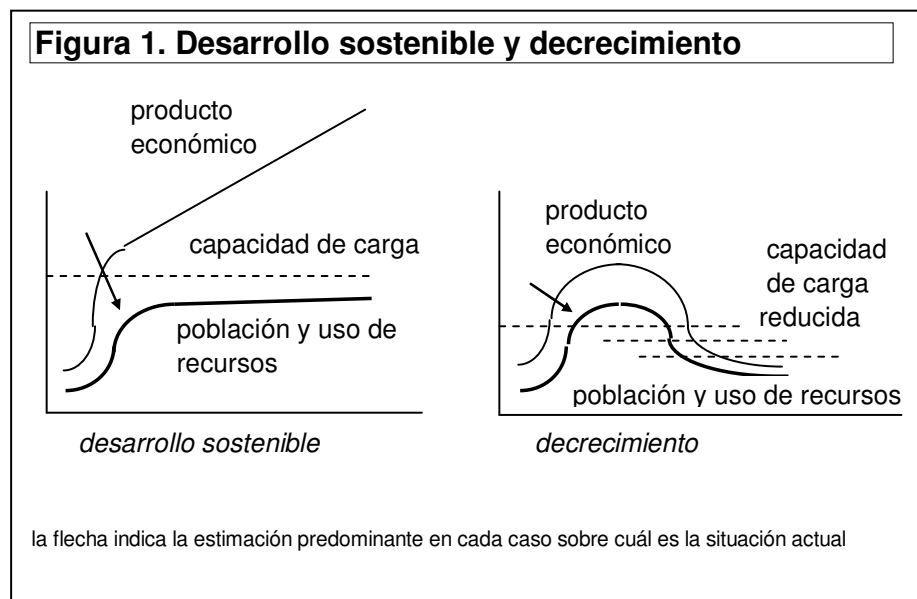 Figura 1. Desarrollo sostenible y decrecimiento
producto
económico
capacidad de carga
población y uso de
recursos
desarrollo sostenible
producto
económico
capacidad
de carga
reducida
población y uso de recursos
decrecimiento
la flecha indica la estimación predominante en cada caso sobre cuál es la situación actual